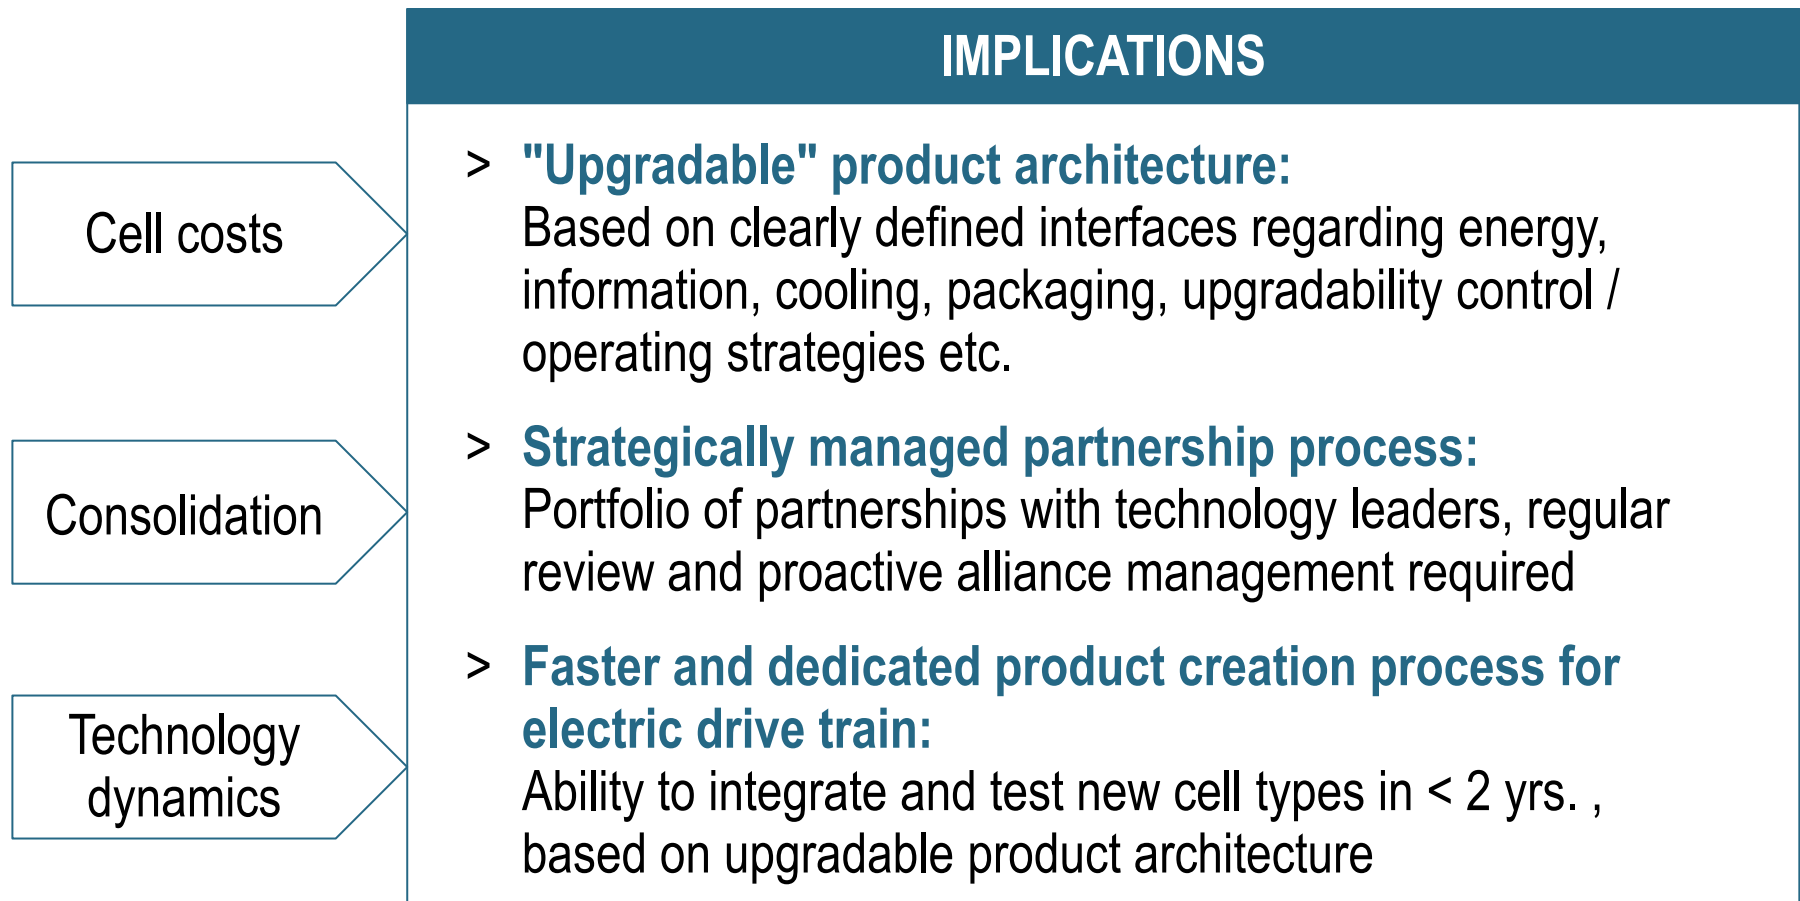 IMPLICATIONS
Cell costs
> "Upgradable" product architecture:
Based on clearly defined interfaces regarding energy,
information, cooling, packaging, upgradability control /
operating strategies etc.
Consolidation
> Strategically managed partnership process:
Portfolio of partnerships with technology leaders, regular
review and proactive alliance management required
Technology
dynamics
> Faster and dedicated product creation process for
electric drive train:
Ability to integrate and test new cell types in < 2 yrs. ,
based on upgradable product architecture